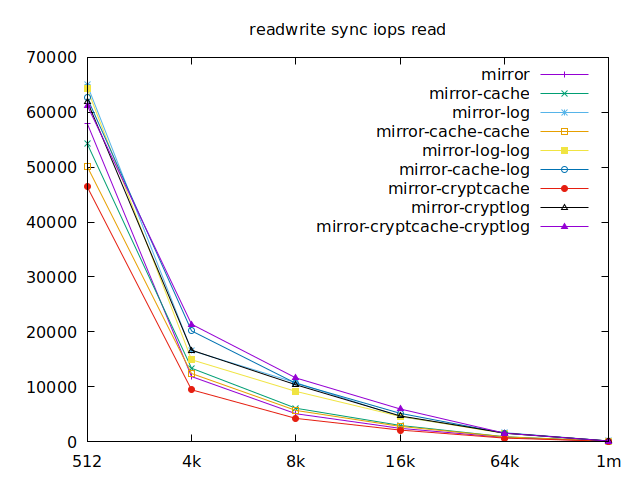 readwrite sync iops read
70000
60000
50000
40000
30000
20000
10000
0
mirror
mirror-cache
mirror-log
mirror-cache-cache
mirror-log-log
mirror-cache-log
mirror-cryptcache
mirror-cryptlog
mirror-cryptcache-cryptlog
512 4k 8k 16k 64k 1m